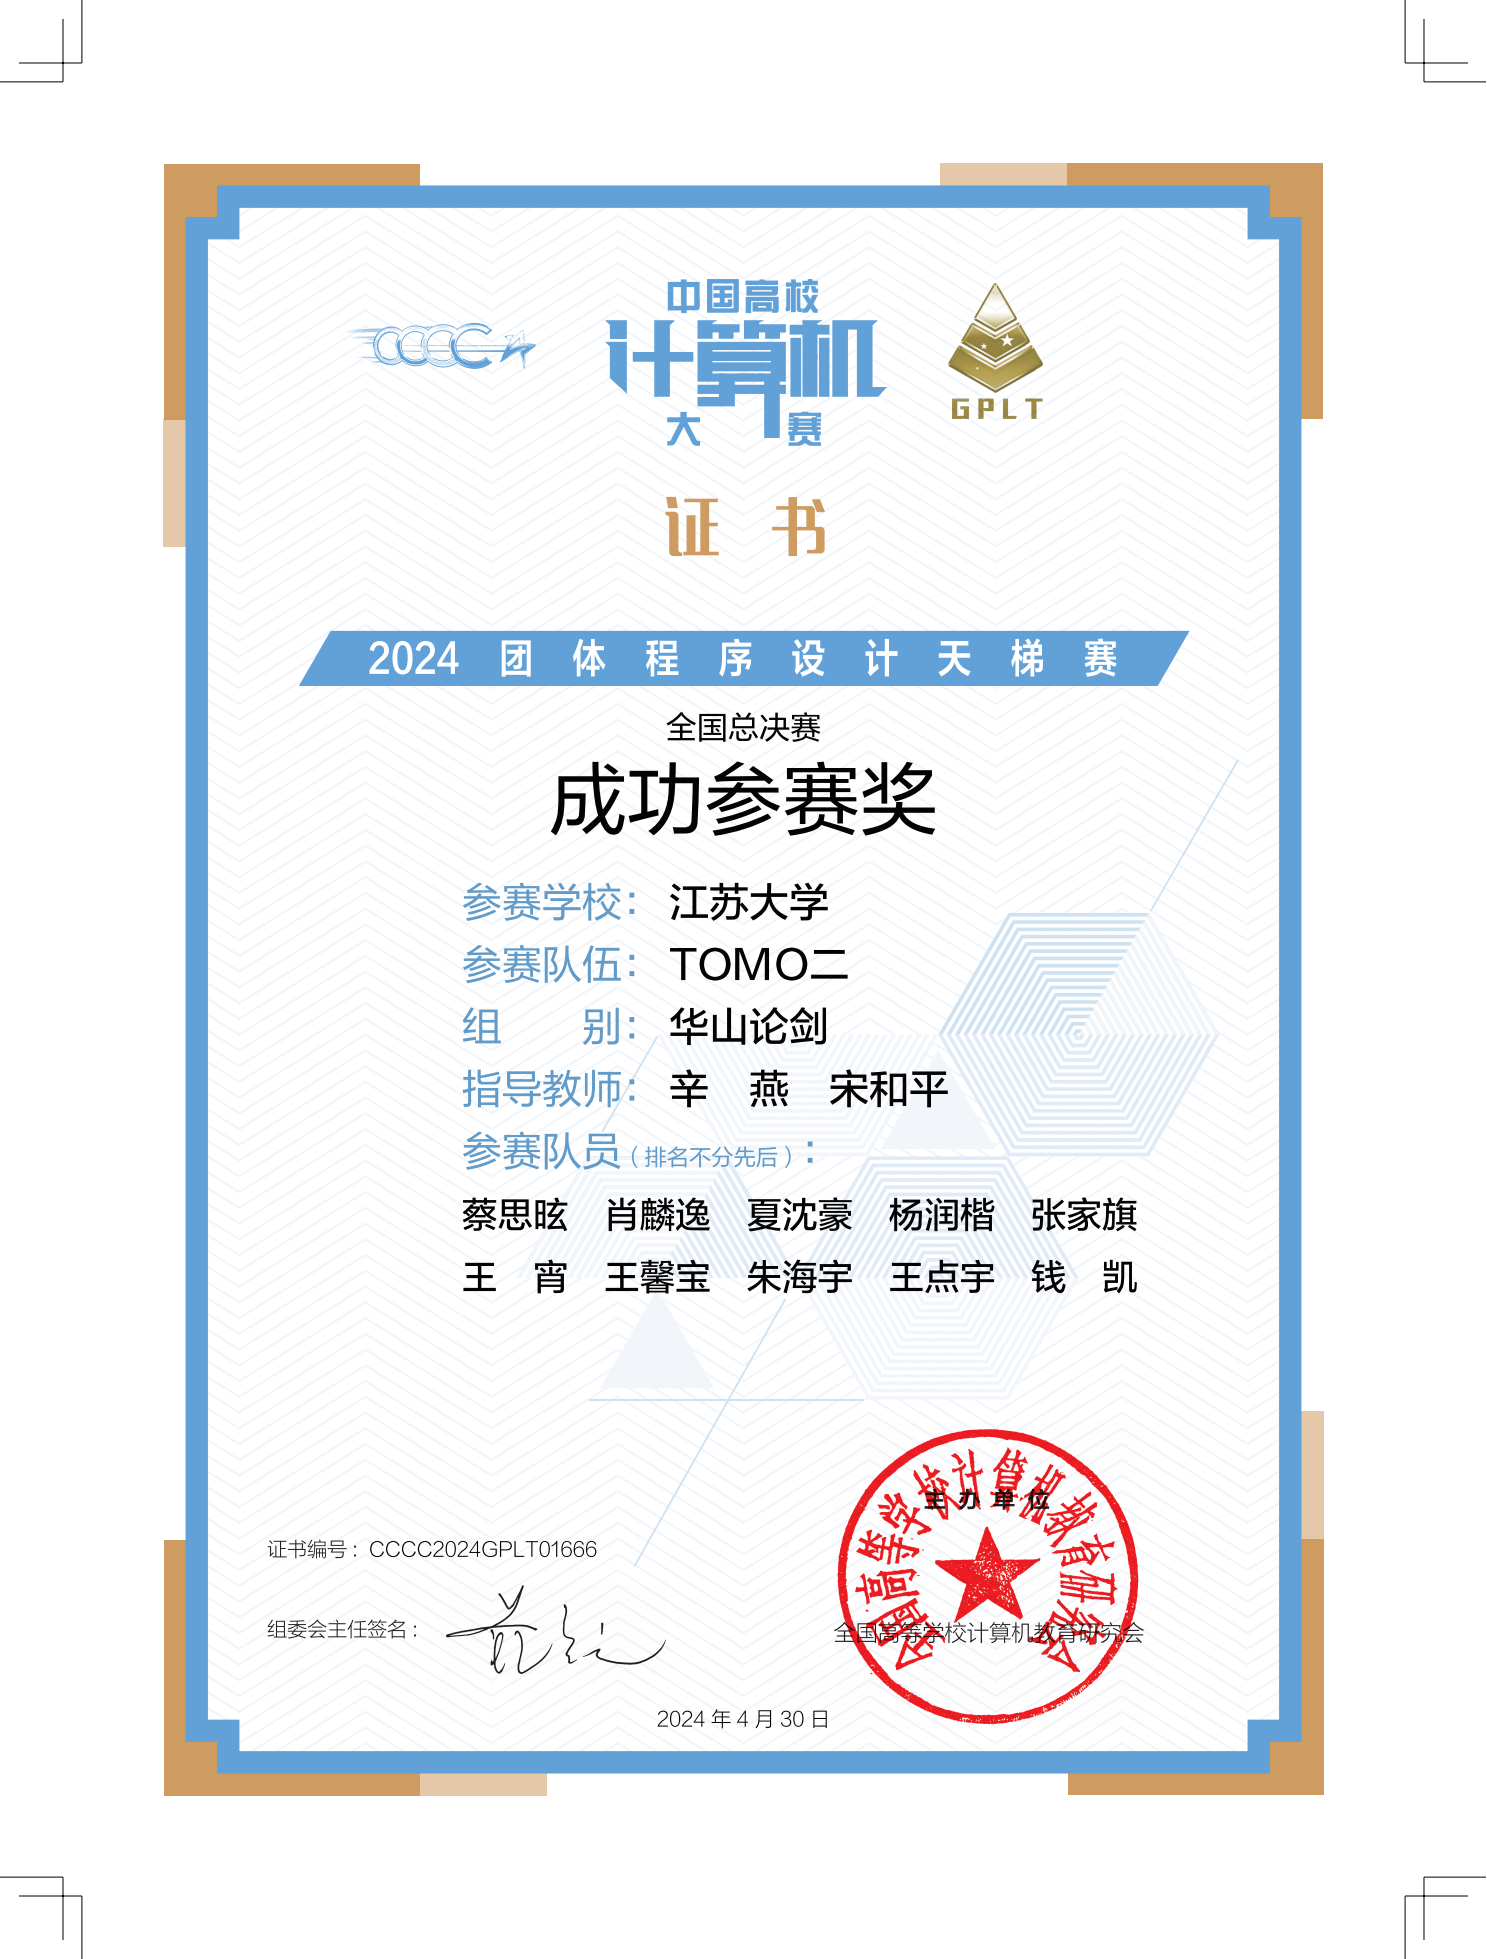 CCCC
中国高校
计算机
大赛
GPLT
证书
2024 团体程序设计天梯赛
全国总决赛
成功参赛奖
参赛学校： 江苏大学
参赛队伍： TOMO二
组　　别： 华山论剑
指导教师： 辛　燕　宋和平
参赛队员（排名不分先后）：
蔡思昡　肖麟逸　夏沈豪　杨润楷　张家旗
王　宵　王馨宝　朱海宇　王点宇　钱　凯
全国高等学校计算机教育研究会
主办单位
证书编号：CCCC2024GPLT01666
组委会主任签名：
全国高等学校计算机教育研究会
2024 年 4 月 30 日